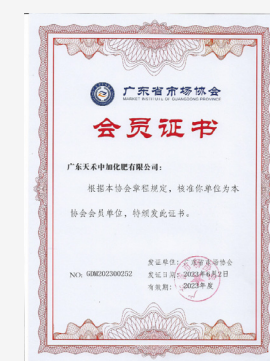 广东省市场协会
MARKET INSTITUTE OF GUANGDONG PROVINCE
会员证书
广东天禾中加化肥有限公司：
根据本协会章程规定，核准你单位为本
协会会员单位，特颁发此证书。
发证单位：广东省市场协会
NO: GDM202300252 发证日期：2023年6月2日
有效期：2023年度